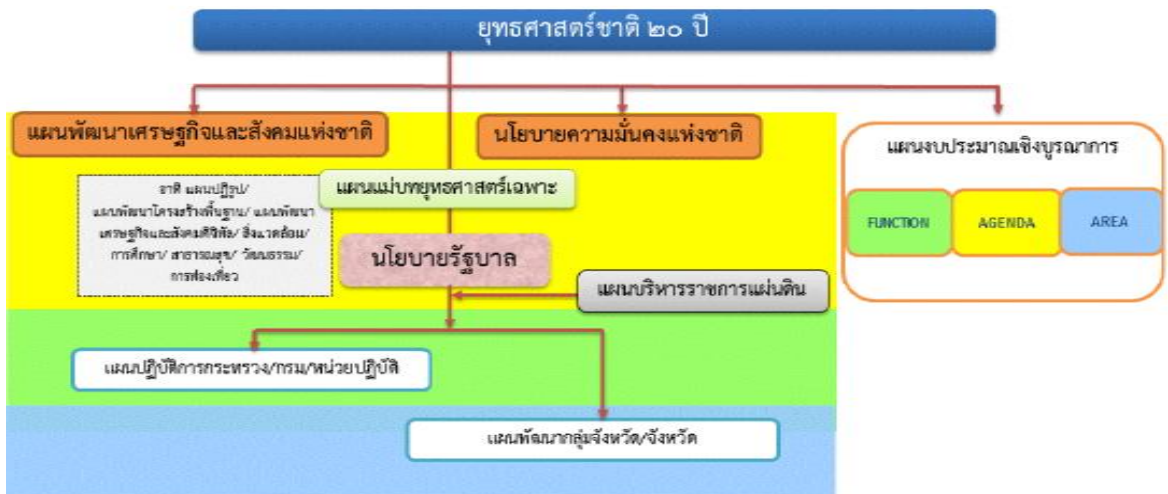 ยุทธศาสตร์ชาติ ๒๐ ปี
แผนพัฒนาเศรษฐกิจและสังคมแห่งชาติ
นโยบายความมั่นคงแห่งชาติ
แผนงบประมาณเชิงบูรณาการ
FUNCTION
AGENDA
AREA
แผนแม่บทยุทธศาสตร์เฉพาะ
อาทิ แผนปฏิรูป/
แผนพัฒนาโครงสร้างพื้นฐาน/ แผนพัฒนา
เศรษฐกิจและสังคมดิจิทัล/ สิ่งแวดล้อม/
การศึกษา/ สาธารณสุข/ วัฒนธรรม/
การท่องเที่ยว
นโยบายรัฐบาล
แผนบริหารราชการแผ่นดิน
แผนปฏิบัติการกระทรวง/กรม/หน่วยปฏิบัติ
แผนพัฒนากลุ่มจังหวัด/จังหวัด